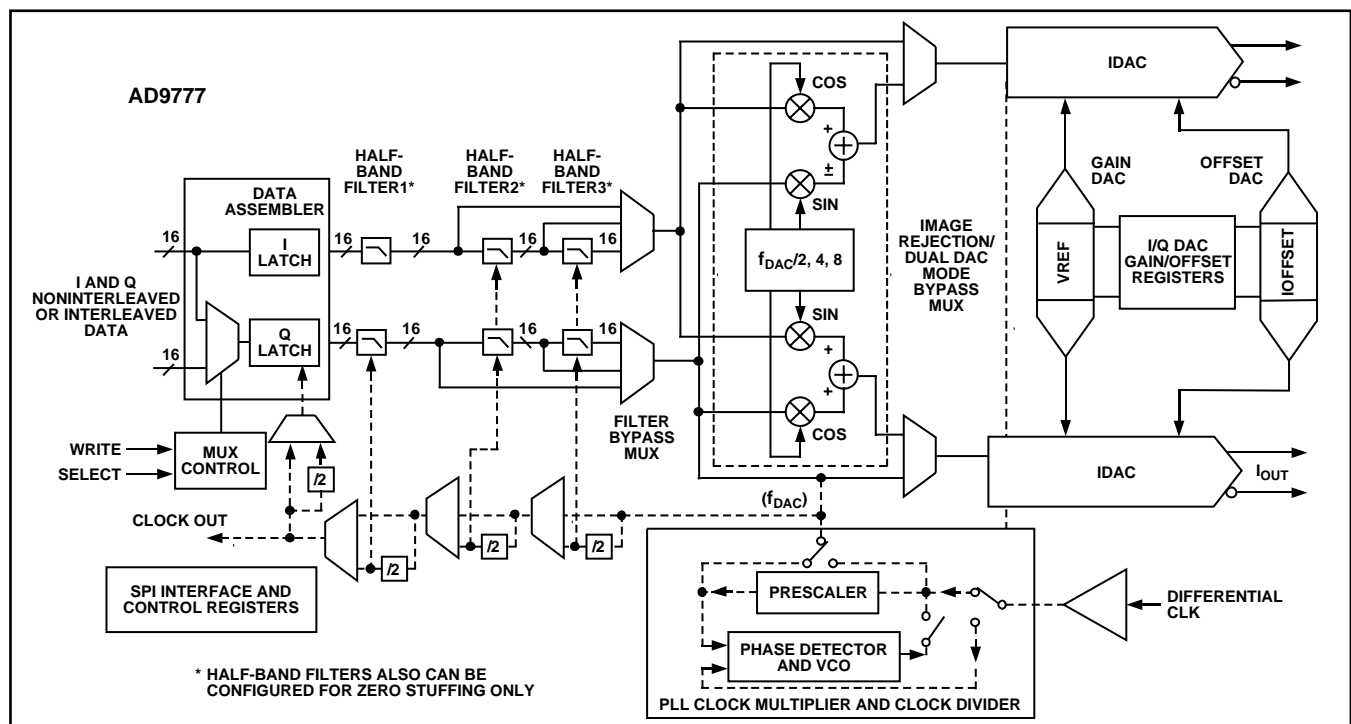 AD9777
COS
HALF-
BAND
FILTER1*
HALF-
BAND
FILTER2*
HALF-
BAND
FILTER3*
DATA
ASSEMBLER
16
I
LATCH
16
16
16
16
I AND Q
NONINTERLEAVED
OR INTERLEAVED
DATA
16
Q
LATCH
16
16
16
16
WRITE
SELECT
MUX
CONTROL
/2
CLOCK OUT
/2
/2
/2
FILTER
BYPASS
MUX
+
±
SIN
fDAC/2, 4, 8
SIN
+
+
COS
(fDAC)
IMAGE
REJECTION/
DUAL DAC
MODE
BYPASS
MUX
IDAC
GAIN
DAC
OFFSET
DAC
VREF
I/Q DAC
GAIN/OFFSET
REGISTERS
IOFFSET
IDAC
IOUT
SPI INTERFACE AND
CONTROL REGISTERS
PRESCALER
PHASE DETECTOR
AND VCO
DIFFERENTIAL
CLK
PLL CLOCK MULTIPLIER AND CLOCK DIVIDER
* HALF-BAND FILTERS ALSO CAN BE
CONFIGURED FOR ZERO STUFFING ONLY